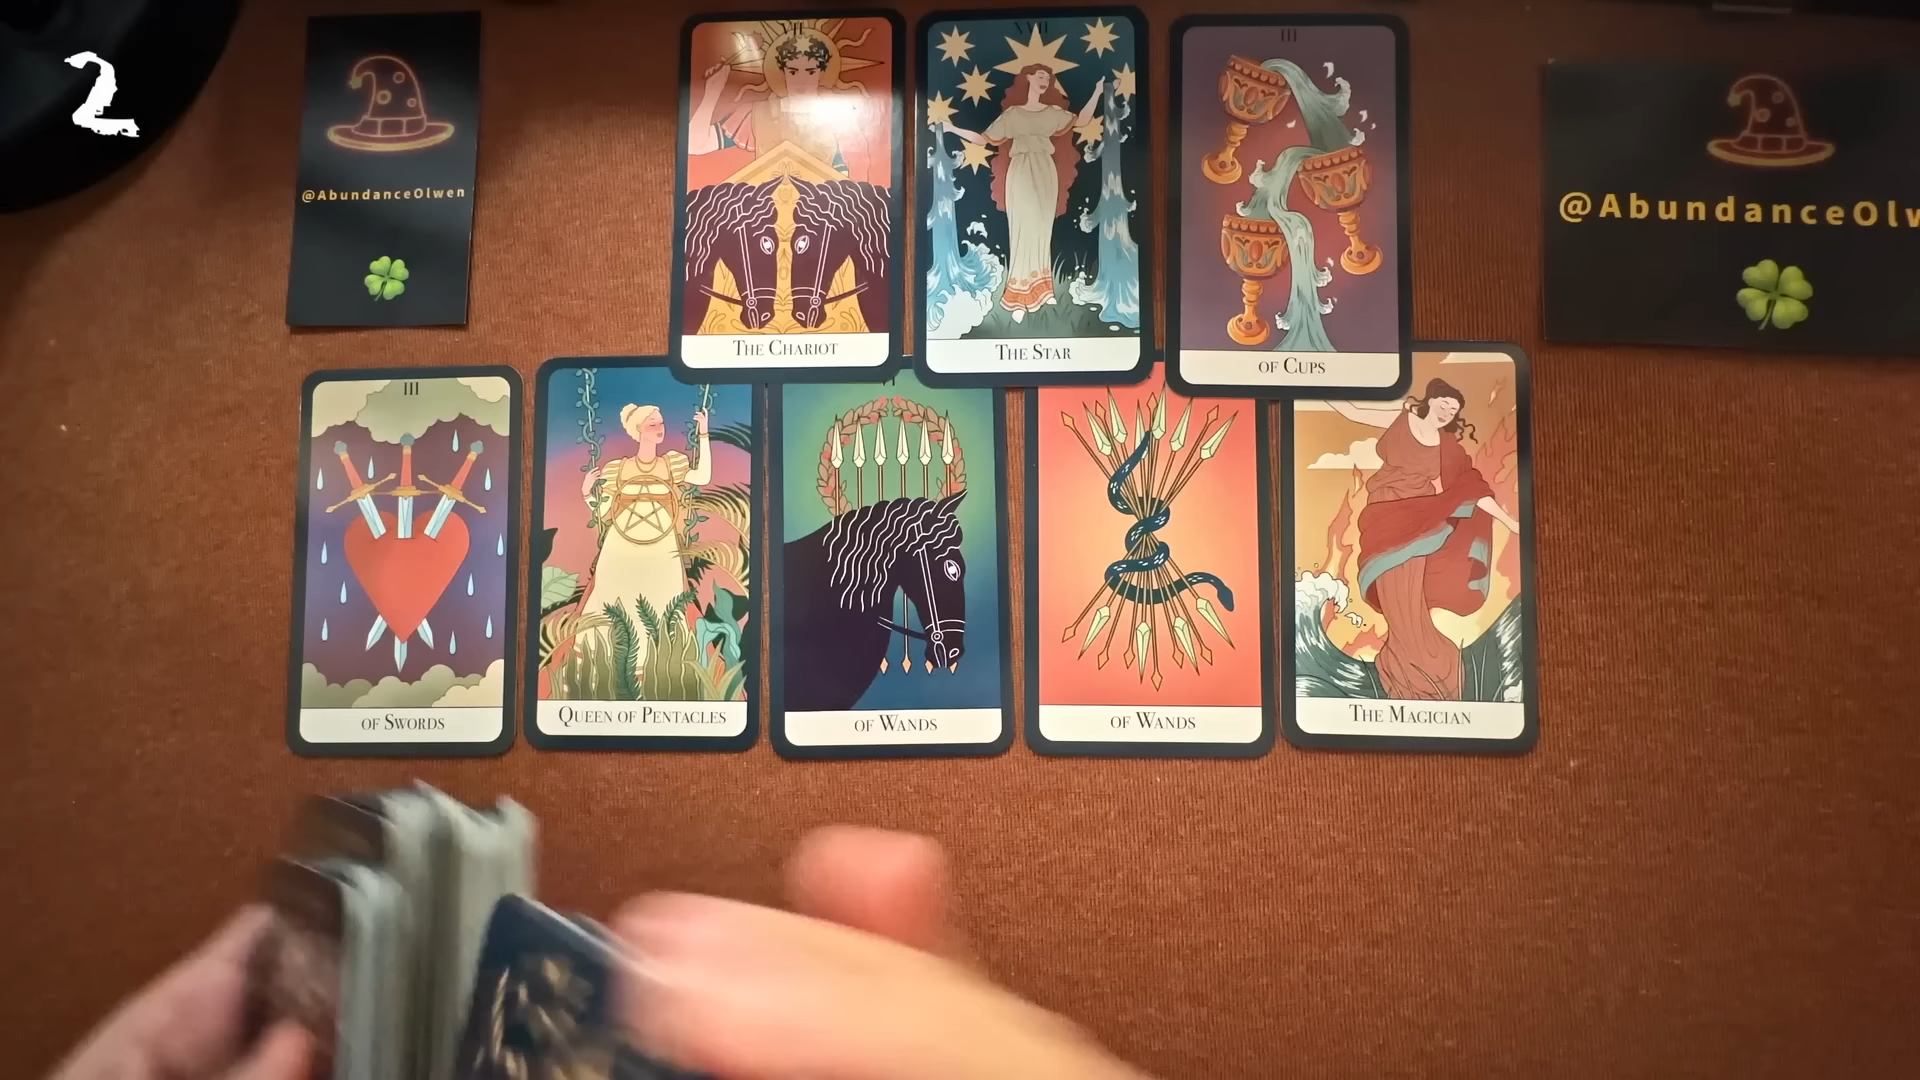 2
@AbundanceOlwen
VII
THE CHARIOT
XVII
THE STAR
III
OF CUPS
@AbundanceOlw
III
OF SWORDS
QUEEN OF PENTACLES
VI
OF WANDS
OF WANDS
THE MAGICIAN